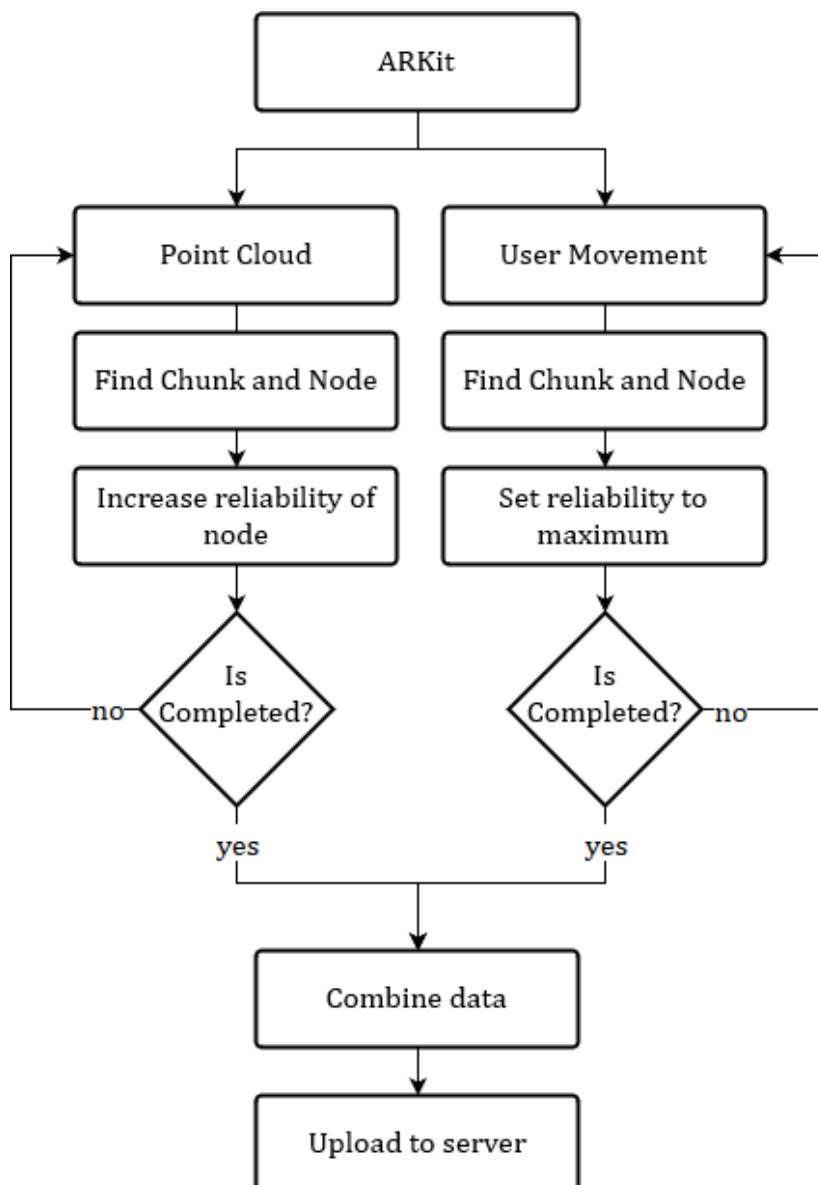 ARKit
Point Cloud
User Movement
Find Chunk and Node
Find Chunk and Node
Increase reliability of
node
Set reliability to
maximum
Is
Completed?
Is
Completed?
no
no
yes
yes
Combine data
Upload to server